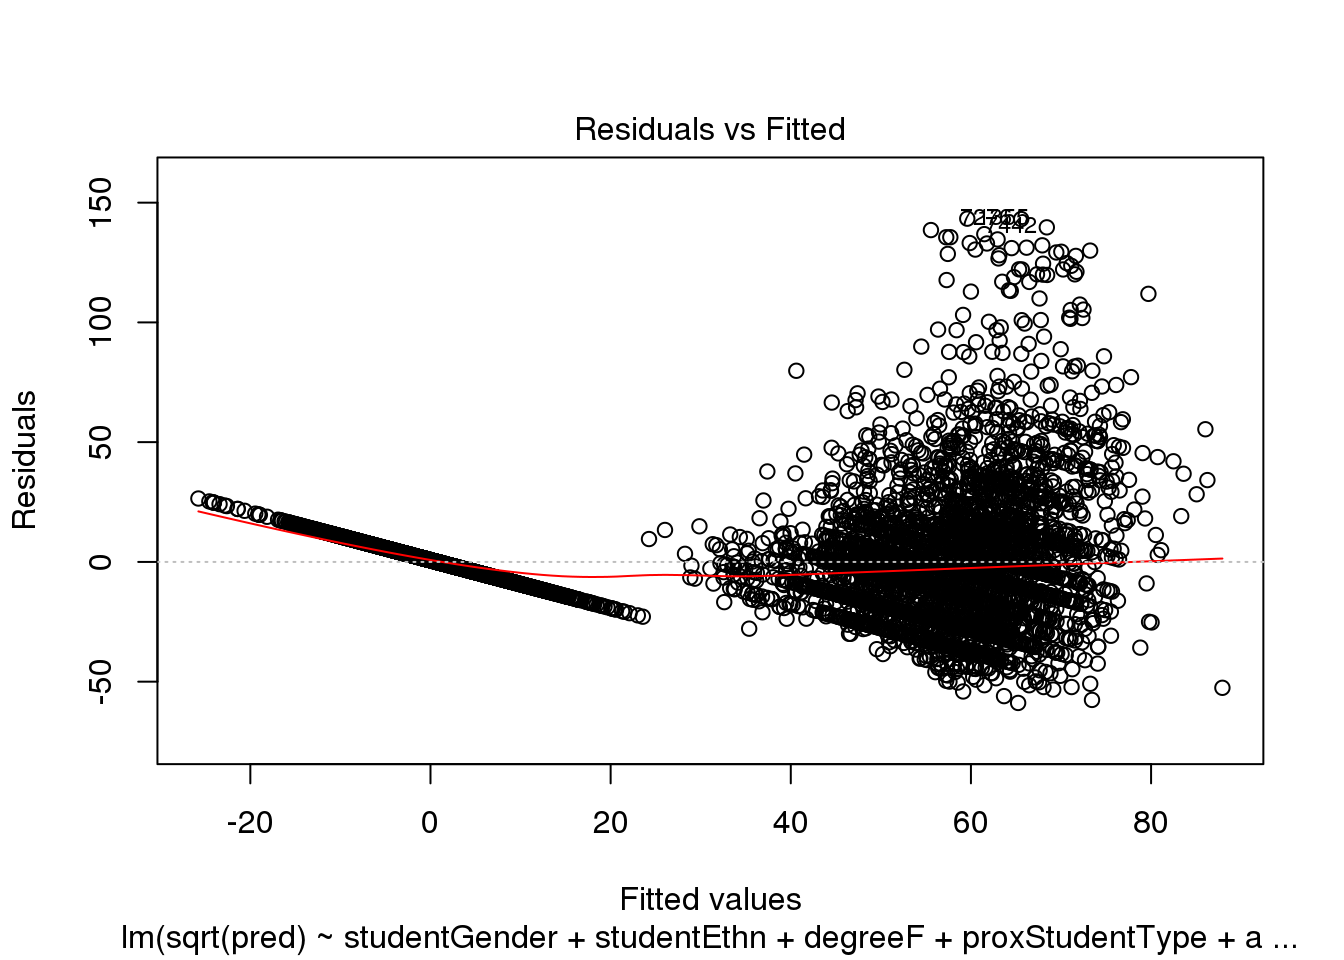 Residuals vs Fitted
150
100
50
0
-50
Residuals
-20 0 20 40 60 80
Fitted values
lm(sqrt(pred) ~ studentGender + studentEthn + degreeF + proxStudentType + a ...